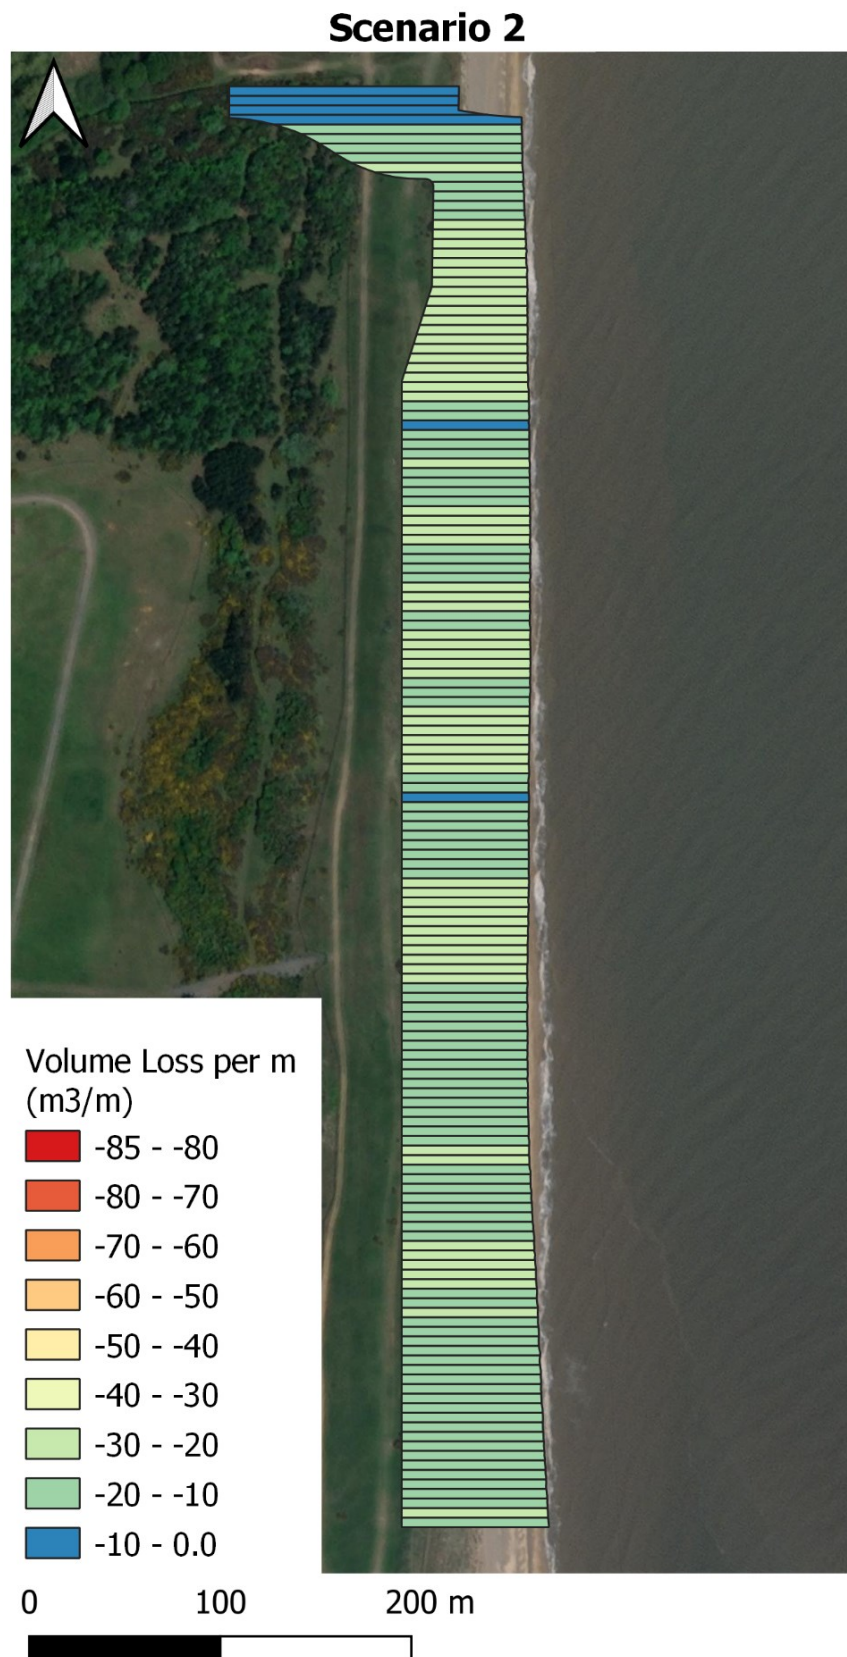 Scenario 2
Volume Loss per m
(m3/m)
-85 - -80
-80 - -70
-70 - -60
-60 - -50
-50 - -40
-40 - -30
-30 - -20
-20 - -10
-10 - 0.0
0 100 200 m